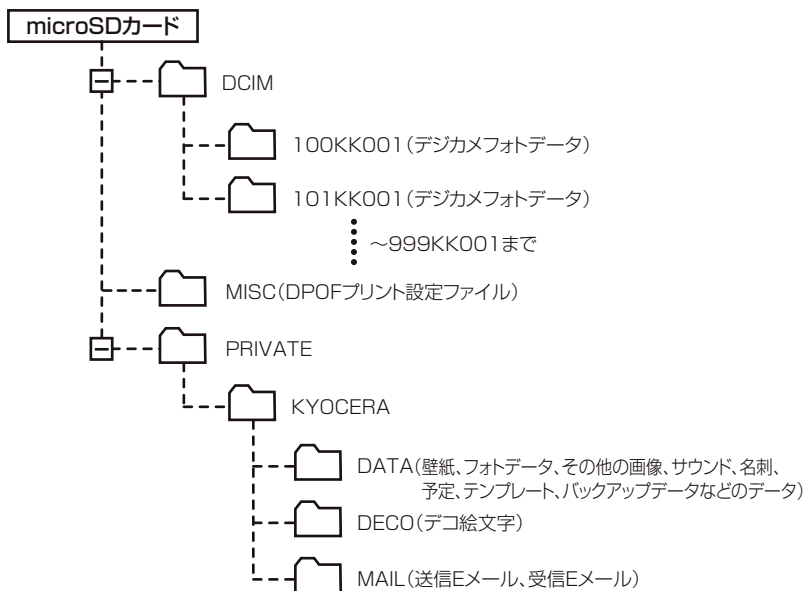 microSDカード
DCIM
100KK001(デジカメフォトデータ)
101KK001(デジカメフォトデータ)
～999KK001まで
MISC(DPOFプリント設定ファイル)
PRIVATE
KYOCERA
DATA(壁紙、フォトデータ、その他の画像、サウンド、名刺、
予定、テンプレート、バックアップデータなどのデータ)
DECO(デコ絵文字)
MAIL(送信Eメール、受信Eメール)